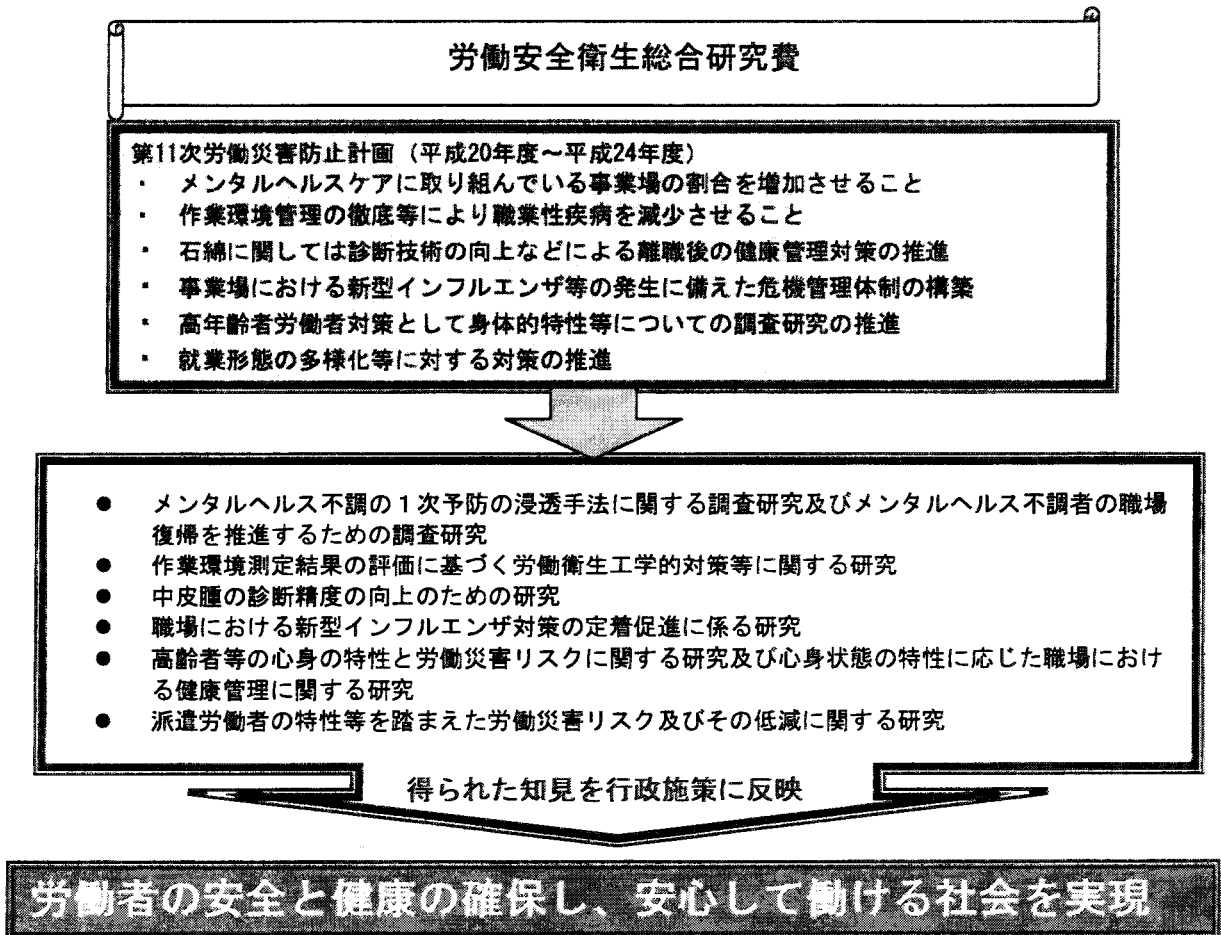 労働安全衛生総合研究費
第11次労働災害防止計画（平成20年度～平成24年度）
・ メンタルヘルスケアに取り組んでいる事業場の割合を増加させること
・ 作業環境管理の徹底等により職業性疾病を減少させること
・ 石綿に関しては診断技術の向上などによる離職後の健康管理対策の推進
・ 事業場における新型インフルエンザ等の発生に備えた危機管理体制の構築
・ 高年齢者労働者対策として身体的特性等についての調査研究の推進
・ 就業形態の多様化等に対する対策の推進
● メンタルヘルス不調の１次予防の浸透手法に関する調査研究及びメンタルヘルス不調者の職場
復帰を推進するための調査研究
● 作業環境測定結果の評価に基づく労働衛生工学的対策等に関する研究
● 中皮腫の診断精度の向上のための研究
● 職場における新型インフルエンザ対策の定着促進に係る研究
● 高齢者等の心身の特性と労働災害リスクに関する研究及び心身状態の特性に応じた職場におけ
る健康管理に関する研究
● 派遣労働者の特性等を踏まえた労働災害リスク及びその低減に関する研究
得られた知見を行政施策に反映
労働者の安全と健康の確保し、安心して働ける社会を実現